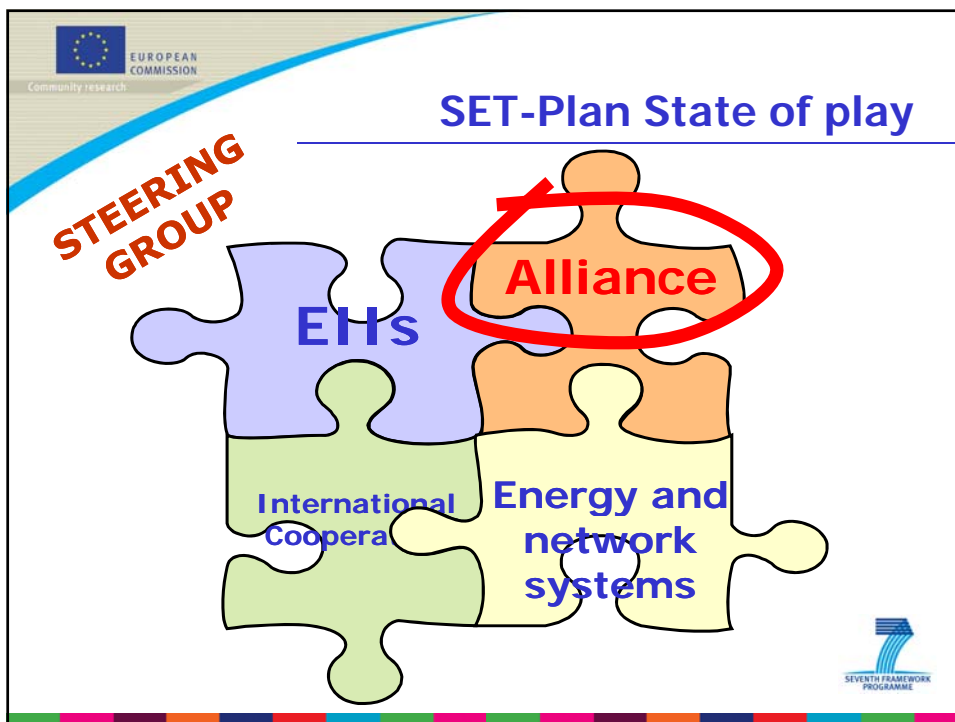 EUROPEAN
COMMISSION
Community research
SET-Plan State of play
STEERING
GROUP
EIIs
Alliance
International
Energy and
network
systems
SEVENTH FRAMEWORK
PROGRAMME